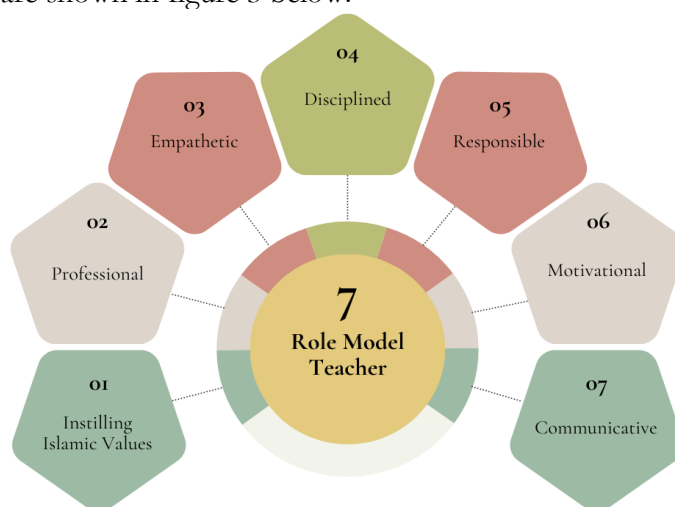 are shown in figure 3 below.
04
Disciplined
03
Empathetic
05
Responsible
02
Professional
06
Motivational
7
Role Model
Teacher
01
Instilling
Islamic Values
07
Communicative